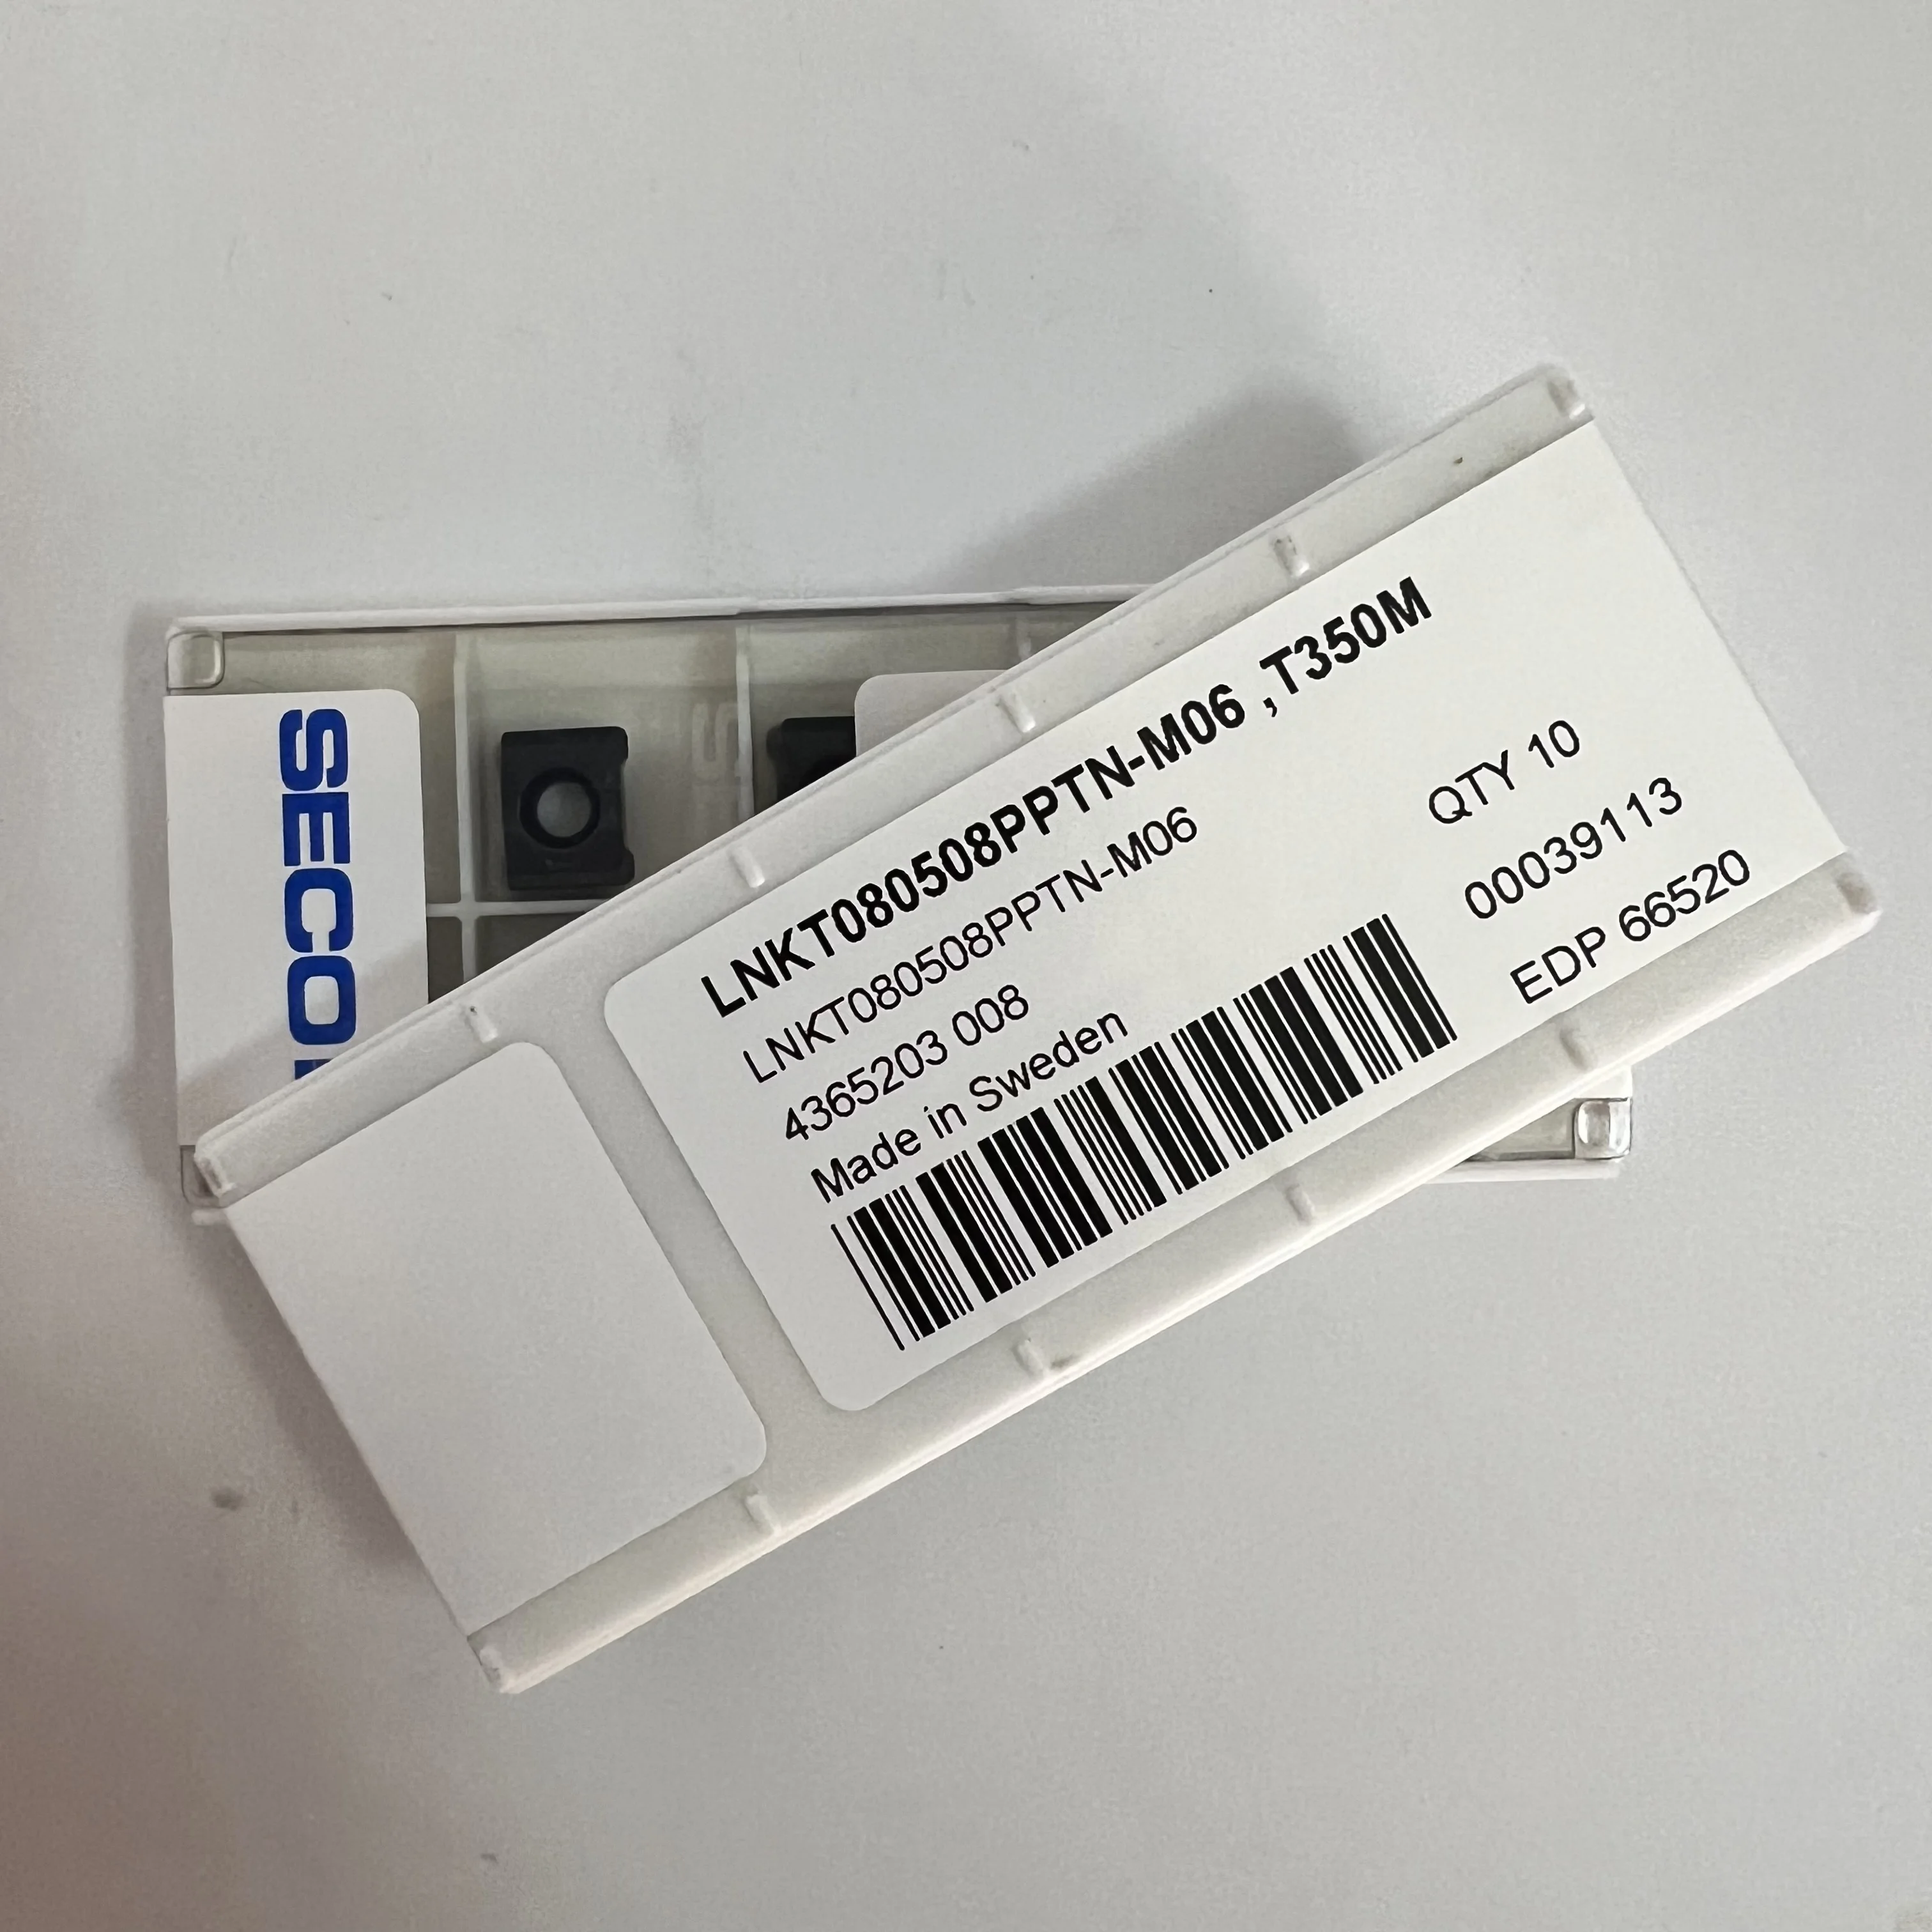 SECO
LNKT080508PPTN-M06 ,T350M
LNKT080508PPTN-M06
4365203 008
Made in Sweden
QTY 10
00039113
EDP 66520